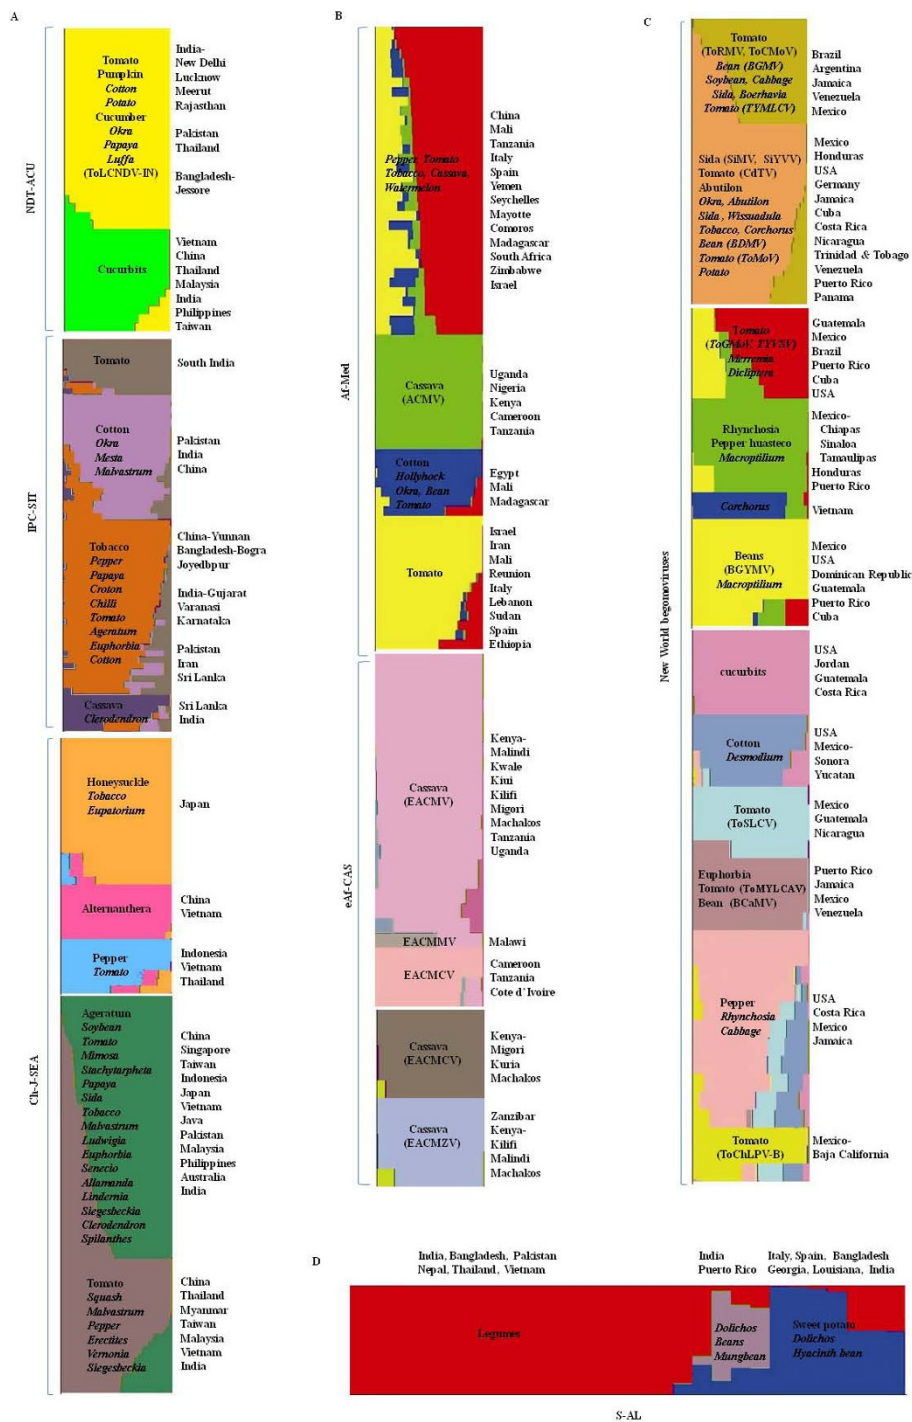 A
NDT-ACU
Tomato
Pumpkin
Cotton
Potato
Cucumber
Okra
Papaya
Luffa
(ToLCNDV-IN)
India-
New Delhi
Lucknow
Meerut
Rajasthan
Pakistan
Thailand
Bangladesh-
Jessore
Cucurbits
Vietnam
China
Thailand
Malaysia
India
Philippines
Taiwan
IPC-SIT
Tomato
South India
Cotton
Okra
Mesta
Malvastrum
Pakistan
India
China
Tobacco
Pepper
Papaya
Croton
Chilli
Tomato
Ageratum
Euphorbia
Cotton
China-Yunnan
Bangladesh-Bogra
Joyedbpur
India-Gujarat
Varanasi
Karnataka
Pakistan
Iran
Sri Lanka
Cassava
Clerodendron
Sri Lanka
India
Ch-J-SEA
Honeysuckle
Tobacco
Eupatorium
Japan
Alternanthera
China
Vietnam
Pepper
Tomato
Indonesia
Vietnam
Thailand
Ageratum
Soybean
Tomato
Mimosa
Stachytarpheta
Papaya
Sida
Tobacco
Malvastrum
Ludwigia
Euphorbia
Senecio
Allamanda
Lindernia
Siegesbeckia
Clerodendron
Spilanthes
China
Singapore
Taiwan
Indonesia
Japan
Vietnam
Java
Pakistan
Malaysia
Philippines
Australia
India
Tomato
Squash
Malvastrum
Pepper
Erectites
Vernonia
Siegesbeckia
China
Thailand
Myanmar
Taiwan
Malaysia
Vietnam
India
B
Af-Med
Pepper, Tomato
Tobacco, Cassava,
Watermelon
China
Mali
Tanzania
Italy
Spain
Yemen
Seychelles
Mayotte
Comoros
Madagascar
South Africa
Zimbabwe
Israel
Cassava
(ACMV)
Uganda
Nigeria
Kenya
Cameroon
Tanzania
Cotton
Hollyhock
Okra, Bean
Tomato
Egypt
Mali
Madagascar
Tomato
Israel
Iran
Mali
Reunion
Italy
Lebanon
Sudan
Spain
Ethiopia
eAf-CAS
Cassava
(EACMV)
Kenya-
Malindi
Kwale
Kiui
Kilifi
Migori
Machakos
Tanzania
Uganda
EACMMV
Malawi
EACMCV
Cameroon
Tanzania
Cote d'Ivoire
Cassava
(EACMCV)
Kenya-
Migori
Kuria
Machakos
Cassava
(EACMZV)
Zanzibar
Kenya-
Kilifi
Malindi
Machakos
C
New World begomoviruses
Tomato
(ToRMV, ToCMoV)
Bean (BGMV)
Soybean, Cabbage
Sida, Boerhavia
Tomato (TYMLCV)
Brazil
Argentina
Jamaica
Venezuela
Mexico
Sida (SiMV, SiYVV)
Tomato (CdTV)
Abutilon
Okra, Abutilon
Sida, Wissuadula
Tobacco, Corchorus
Bean (BDMV)
Tomato (ToMoV)
Potato
Mexico
Honduras
USA
Germany
Jamaica
Cuba
Costa Rica
Nicaragua
Trinidad & Tobago
Venezuela
Puerto Rico
Panama
Tomato
(ToGMoV, TYVSV)
Merremia
Dicliptera
Guatemala
Mexico
Brazil
Puerto Rico
Cuba
USA
Rhynchosia
Pepper huasteco
Macroptilium
Mexico-
Chiapas
Sinaloa
Tamaulipas
Honduras
Puerto Rico
Corchorus
Vietnam
Beans
(BGYMV)
Macroptilium
Mexico
USA
Dominican Republic
Guatemala
Puerto Rico
Cuba
cucurbits
USA
Jordan
Guatemala
Costa Rica
Cotton
Desmodium
USA
Mexico-
Sonora
Yucatan
Tomato
(ToSLCV)
Mexico
Guatemala
Nicaragua
Euphorbia
Tomato (ToMYLCAV)
Bean (BCaMV)
Puerto Rico
Jamaica
Mexico
Venezuela
Pepper
Rhynchosia
Cabbage
USA
Costa Rica
Mexico
Jamaica
Tomato
(ToChLPV-B)
Mexico-
Baja California
D
India, Bangladesh, Pakistan
Nepal, Thailand, Vietnam
India
Puerto Rico
Italy, Spain, Bangladesh
Georgia, Louisiana, India
Legumes
Dolichos
Beans
Mungbean
Sweet potato
Dolichos
Hyacinth bean
S-AL